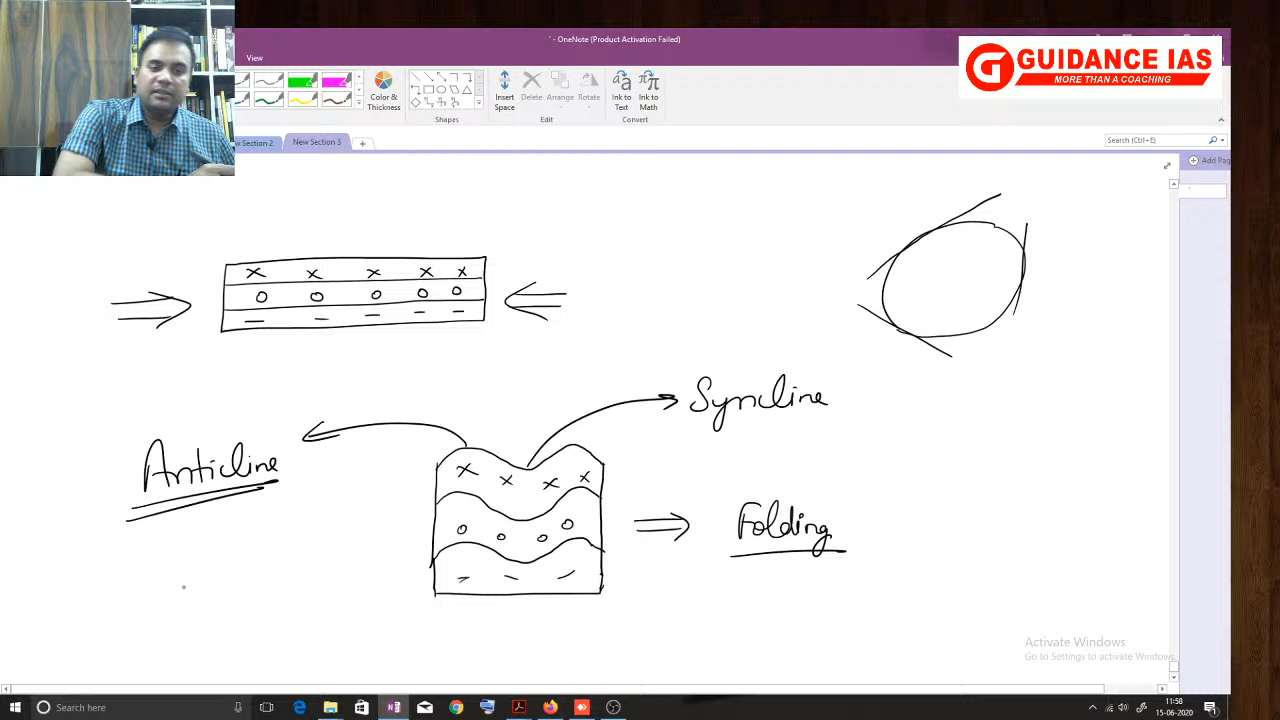 ' - OneNote (Product Activation Failed)
GUIDANCE IAS
MORE THAN A COACHING
View
Color & Thickness
Insert Space
Delete
Arrange
Rotate
Ink to Text
Ink to Math
Shapes
Edit
Convert
w Section 2
New Section 3
Search (Ctrl+E)
Add Pag
Syncline
Anticline
Folding
Activate Windows
Go to Settings to activate Windows
Search here
11:58
15-06-2020